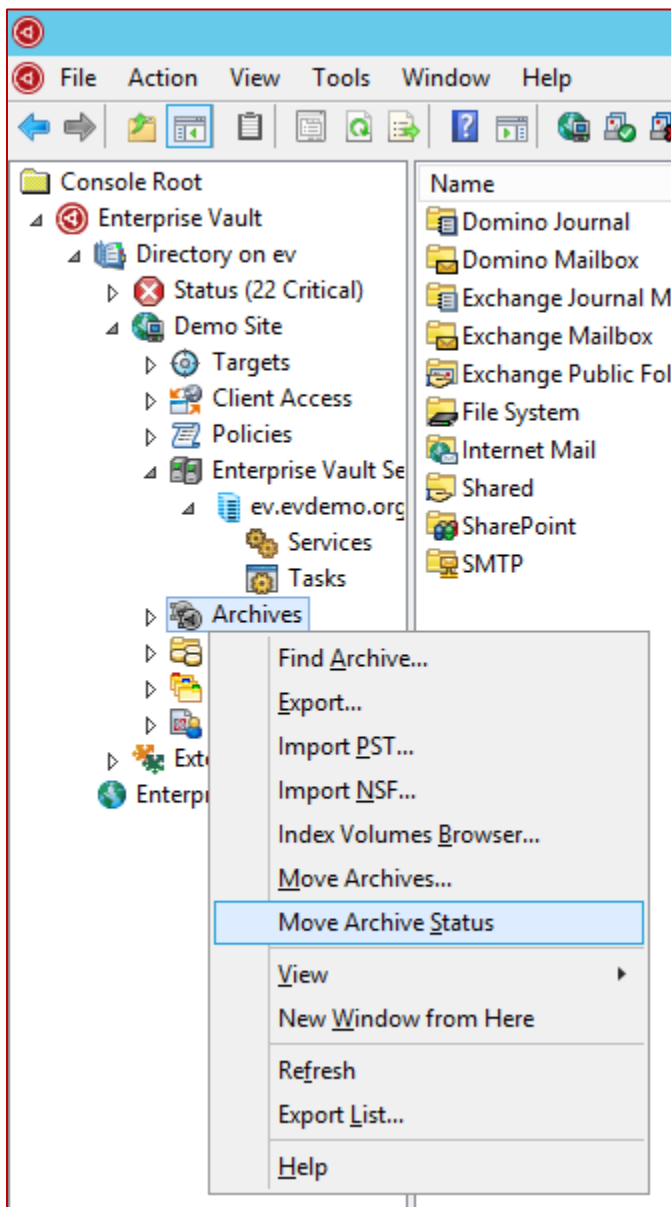 File Action View Tools Window Help
Console Root
Enterprise Vault
Directory on ev
Status (22 Critical)
Demo Site
Targets
Client Access
Policies
Enterprise Vault Se
ev.evdemo.org
Services
Tasks
Archives
Exte
Enterpr
Name
Domino Journal
Domino Mailbox
Exchange Journal M
Exchange Mailbox
Exchange Public Fol
File System
Internet Mail
Shared
SharePoint
SMTP
Find Archive...
Export...
Import PST...
Import NSF...
Index Volumes Browser...
Move Archives...
Move Archive Status
View
New Window from Here
Refresh
Export List...
Help